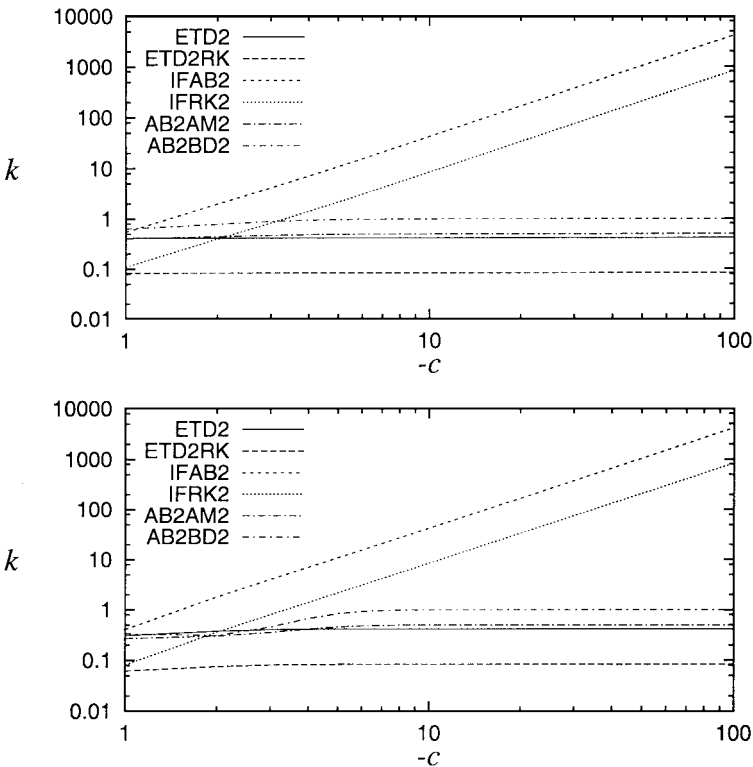 10000
1000
100
10
1
0.1
0.01
k
ETD2
ETD2RK
IFAB2
IFRK2
AB2AM2
AB2BD2
1 10 100
-c
10000
1000
100
10
1
0.1
0.01
k
ETD2
ETD2RK
IFAB2
IFRK2
AB2AM2
AB2BD2
1 10 100
-c